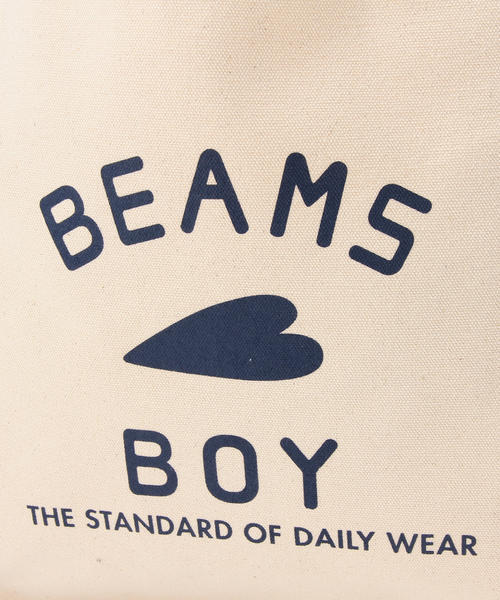 BEAMS
BOY
THE STANDARD OF DAILY WEAR